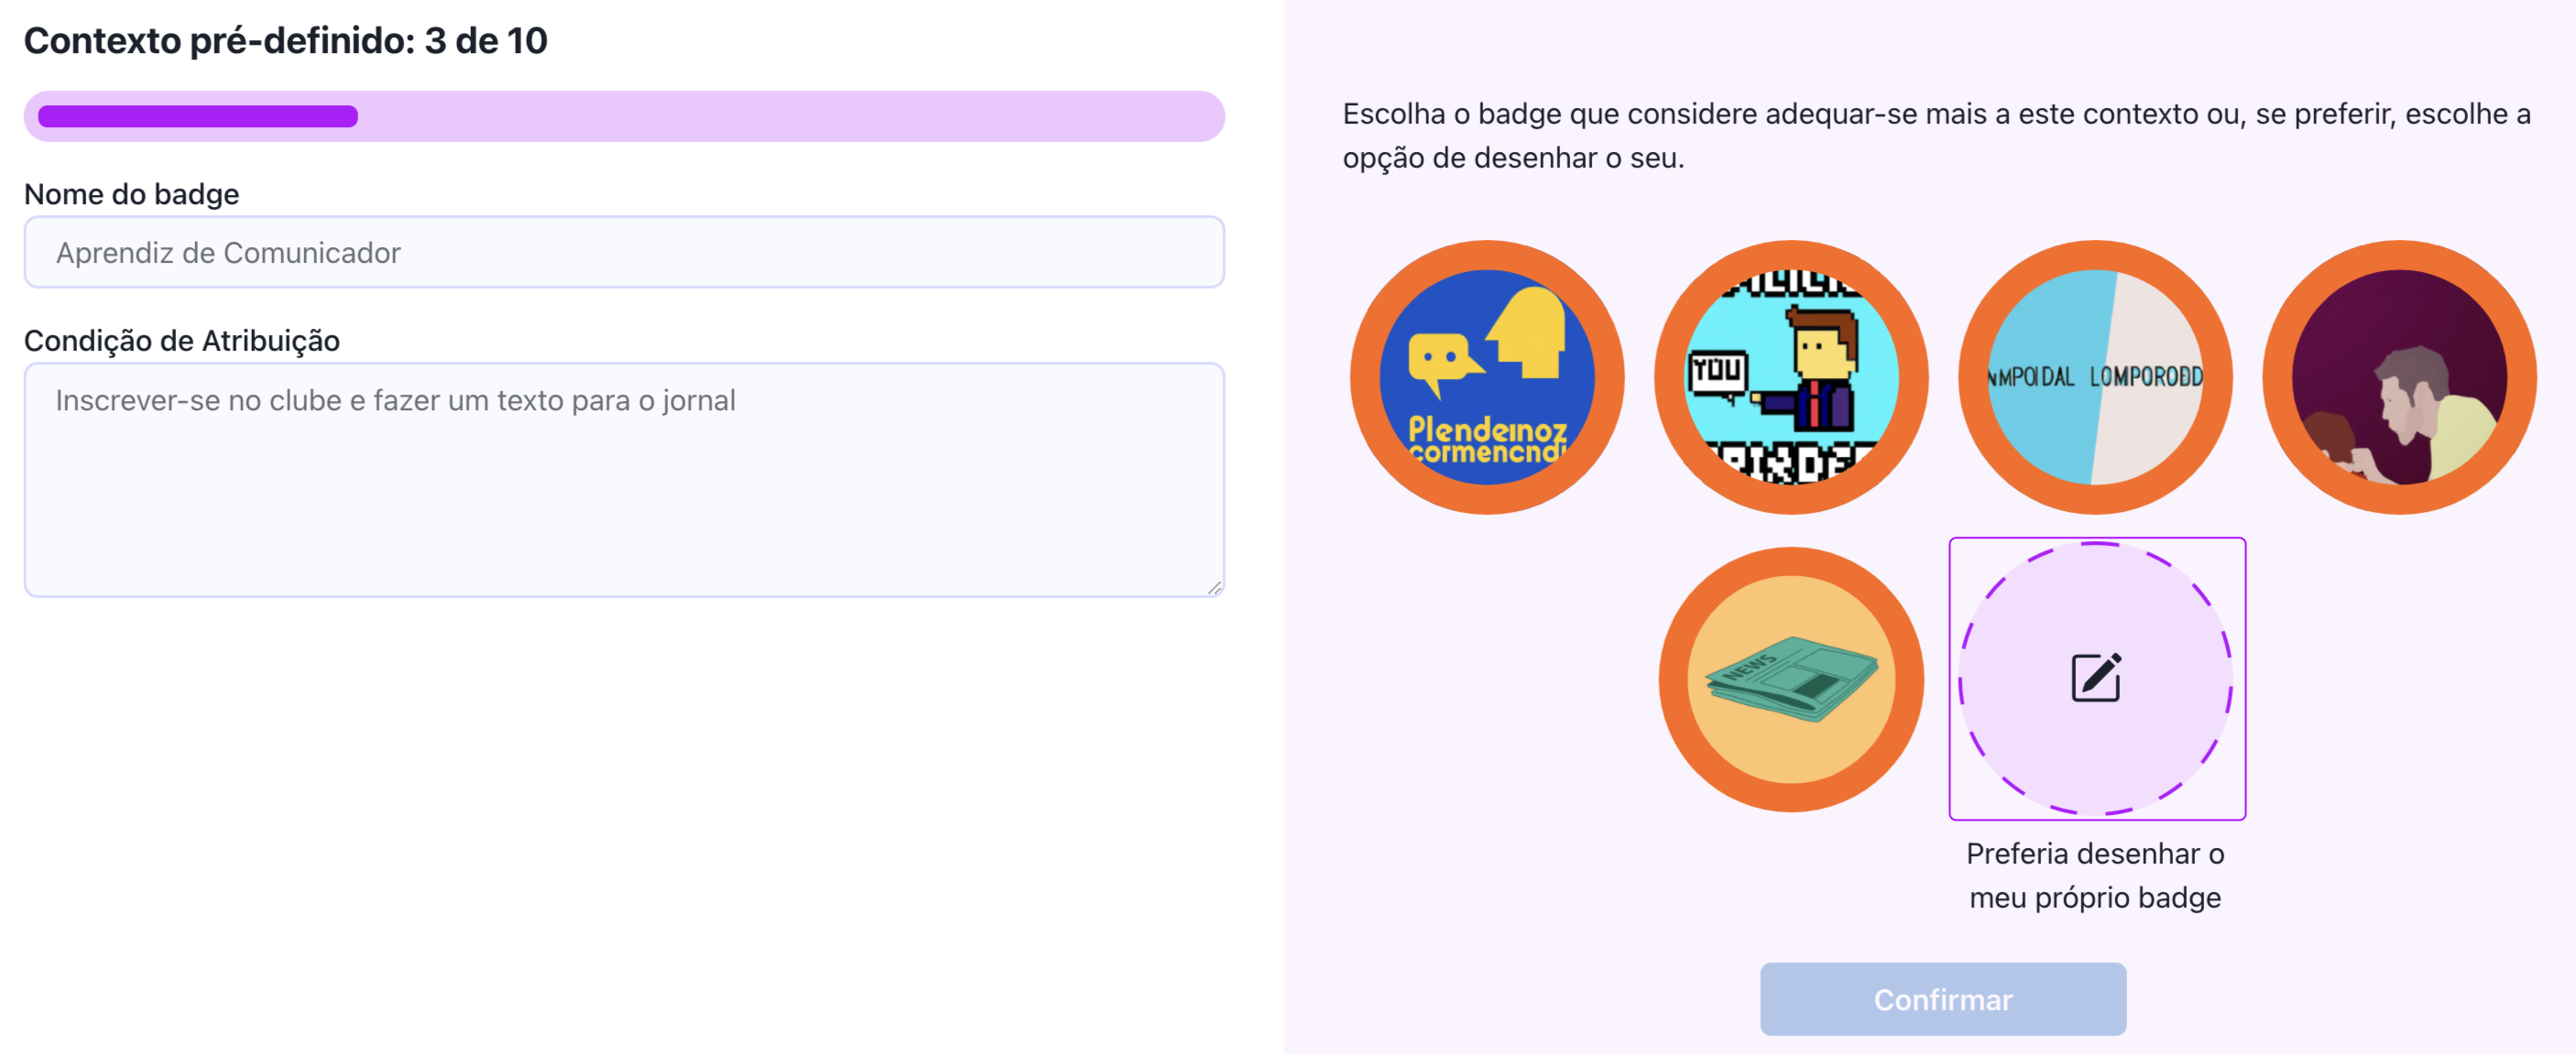 Contexto pré-definido: 3 de 10
Nome do badge
Aprendiz de Comunicador
Condição de Atribuição
Inscrever-se no clube e fazer um texto para o jornal
Escolha o badge que considere adequar-se mais a este contexto ou, se preferir, escolhe a
opção de desenhar o seu.
Plendeinoz
cormencndi
YOU
NMPOIDAL LOMPORODD
NEWS
Preferia desenhar o
meu próprio badge
Confirmar